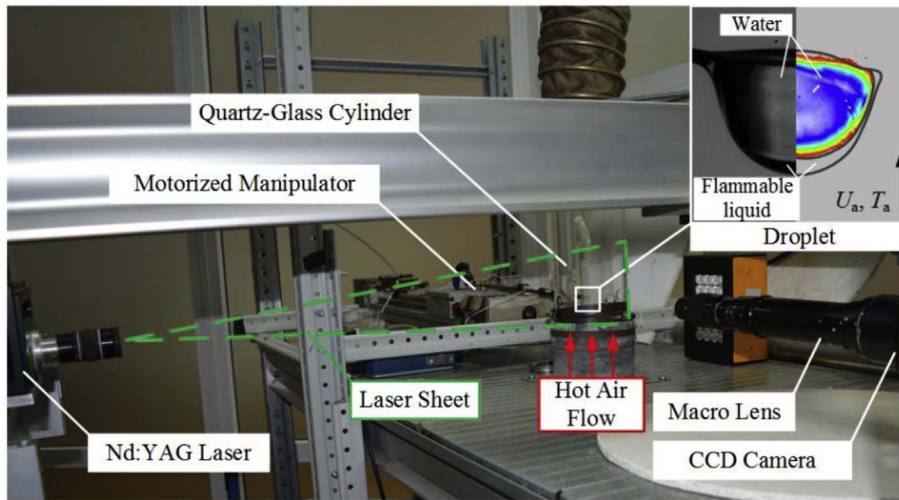 Water
Quartz-Glass Cylinder
Motorized Manipulator
Flammable
liquid
Uₐ, Tₐ
Droplet
Laser Sheet
Hot Air
Flow
Macro Lens
Nd:YAG Laser
CCD Camera